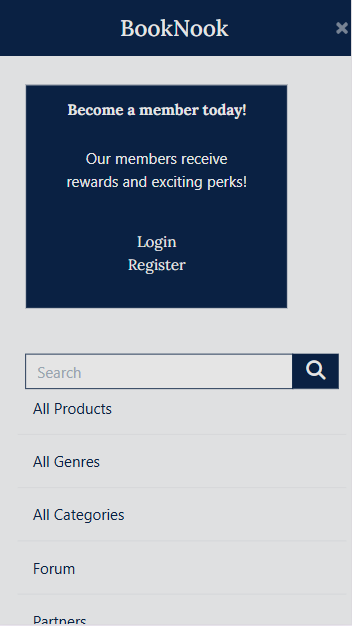 BookNook
Become a member today!
Our members receive
rewards and exciting perks!
Login
Register
Search
All Products
All Genres
All Categories
Forum
Partners